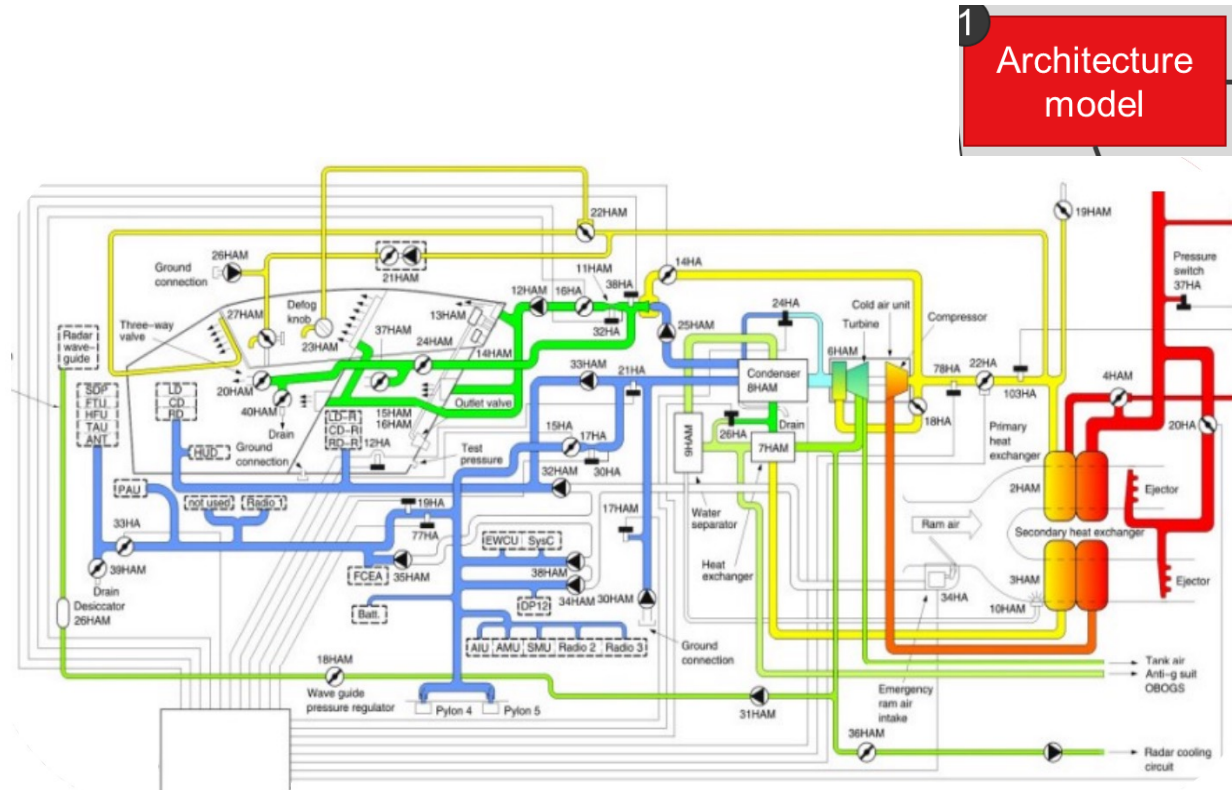 1
Architecture
model
22HAM
19HAM
26HAM
Ground
connection
21HAM
14HA
Pressure
switch
37HA
11HAM
38HA
12HAM
16HA
27HAM
Defog
knob
13HAM
32HA
25HAM
24HA
Cold air unit
Turbine
Compressor
Three-way
valve
23HAM
37HAM
24HAM
14HAM
Radar
wave-
guide
6HAM
78HA
22HA
103HA
4HAM
20HAM
33HAM
21HA
Condenser
8HAM
SDP
FTU
HFU
TAU
ANT
LD
CD
RD
40HAM
Drain
15HAM
16HAM
Outlet valve
18HA
20HA
LD-R
CD-RI
RD-R
12HA
15HA
17HA
26HA
Drain
9HAM
7HAM
Primary
heat
exchanger
HUD
Ground
connection
Test
pressure
30HA
32HAM
2HAM
Ejector
PAU
not used
Radio 1
19HA
17HAM
Water
separator
Ram air
Secondary heat exchanger
33HA
77HA
EWCU
SysC
39HAM
FCEA
35HAM
38HAM
Heat
exchanger
3HAM
Ejector
Drain
34HAM
30HAM
34HA
10HAM
Desiccator
26HAM
Batt.
DP12
AIU
AMU
SMU
Radio 2
Radio 3
Ground
connection
18HAM
Wave guide
pressure regulator
Pylon 4
Pylon 5
31HAM
Emergency
ram air
intake
Tank air
Anti-g suit
OBOGS
36HAM
Radar cooling
circuit